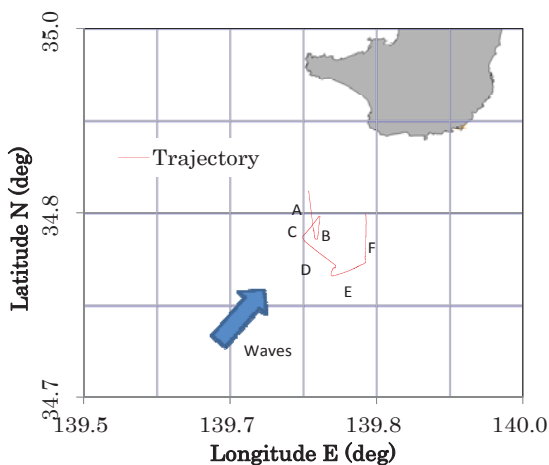 35.0
34.8
34.7
Latitude N (deg)
Trajectory
A
B
C
D
E
F
Waves
139.5
139.7
139.8
140.0
Longitude E (deg)